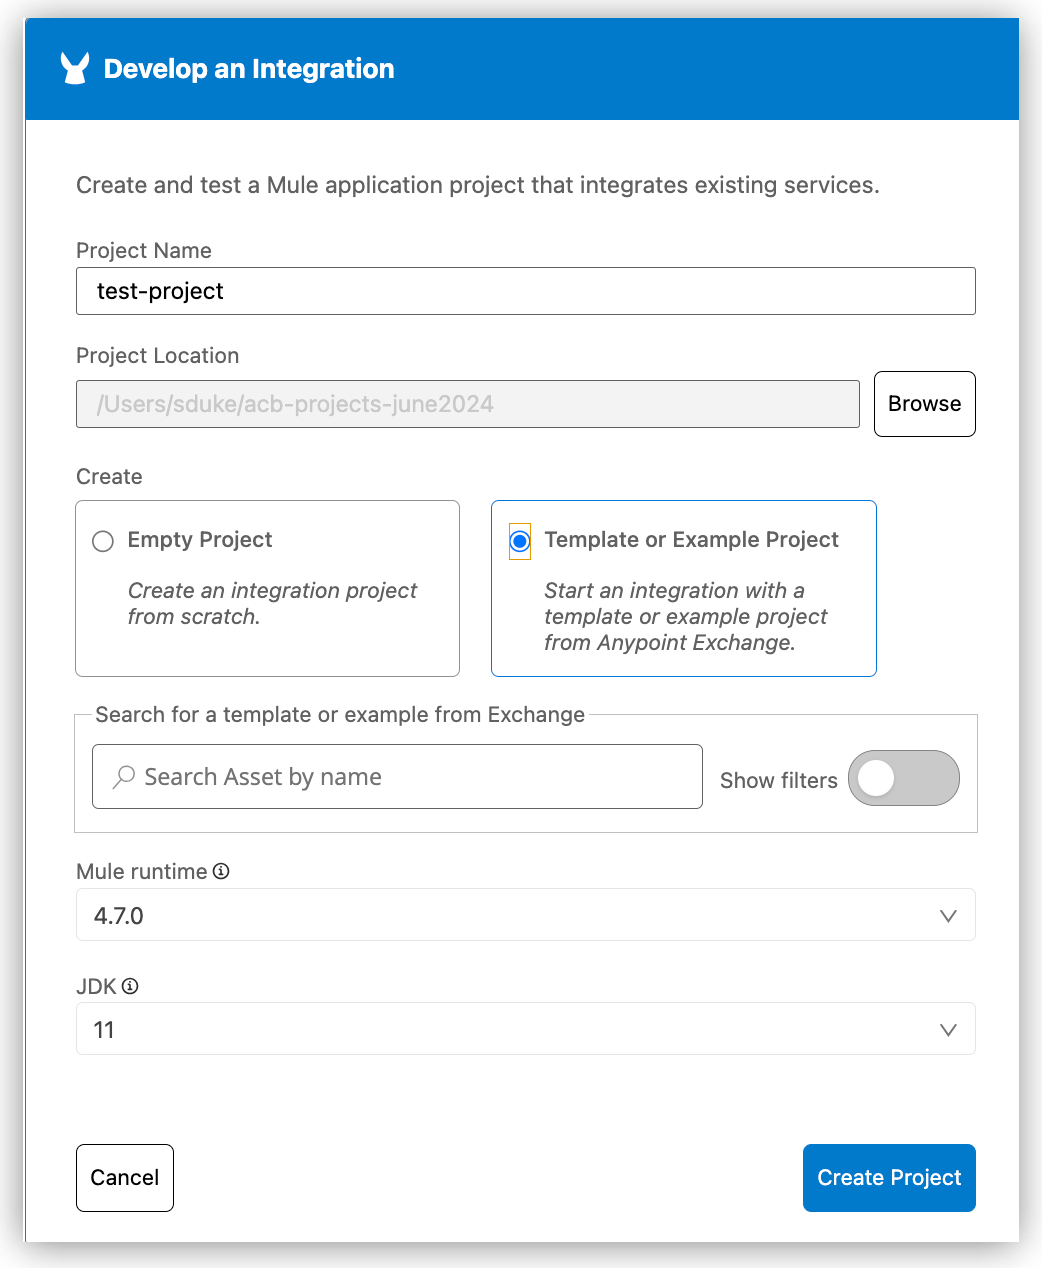 Develop an Integration
Create and test a Mule application project that integrates existing services.
Project Name
test-project
Project Location
/Users/sduke/acb-projects-june2024
Browse
Create
Empty Project
Create an integration project
from scratch.
Template or Example Project
Start an integration with a
template or example project
from Anypoint Exchange.
Search for a template or example from Exchange
Search Asset by name
Show filters
Mule runtime
4.7.0
JDK
11
Cancel
Create Project